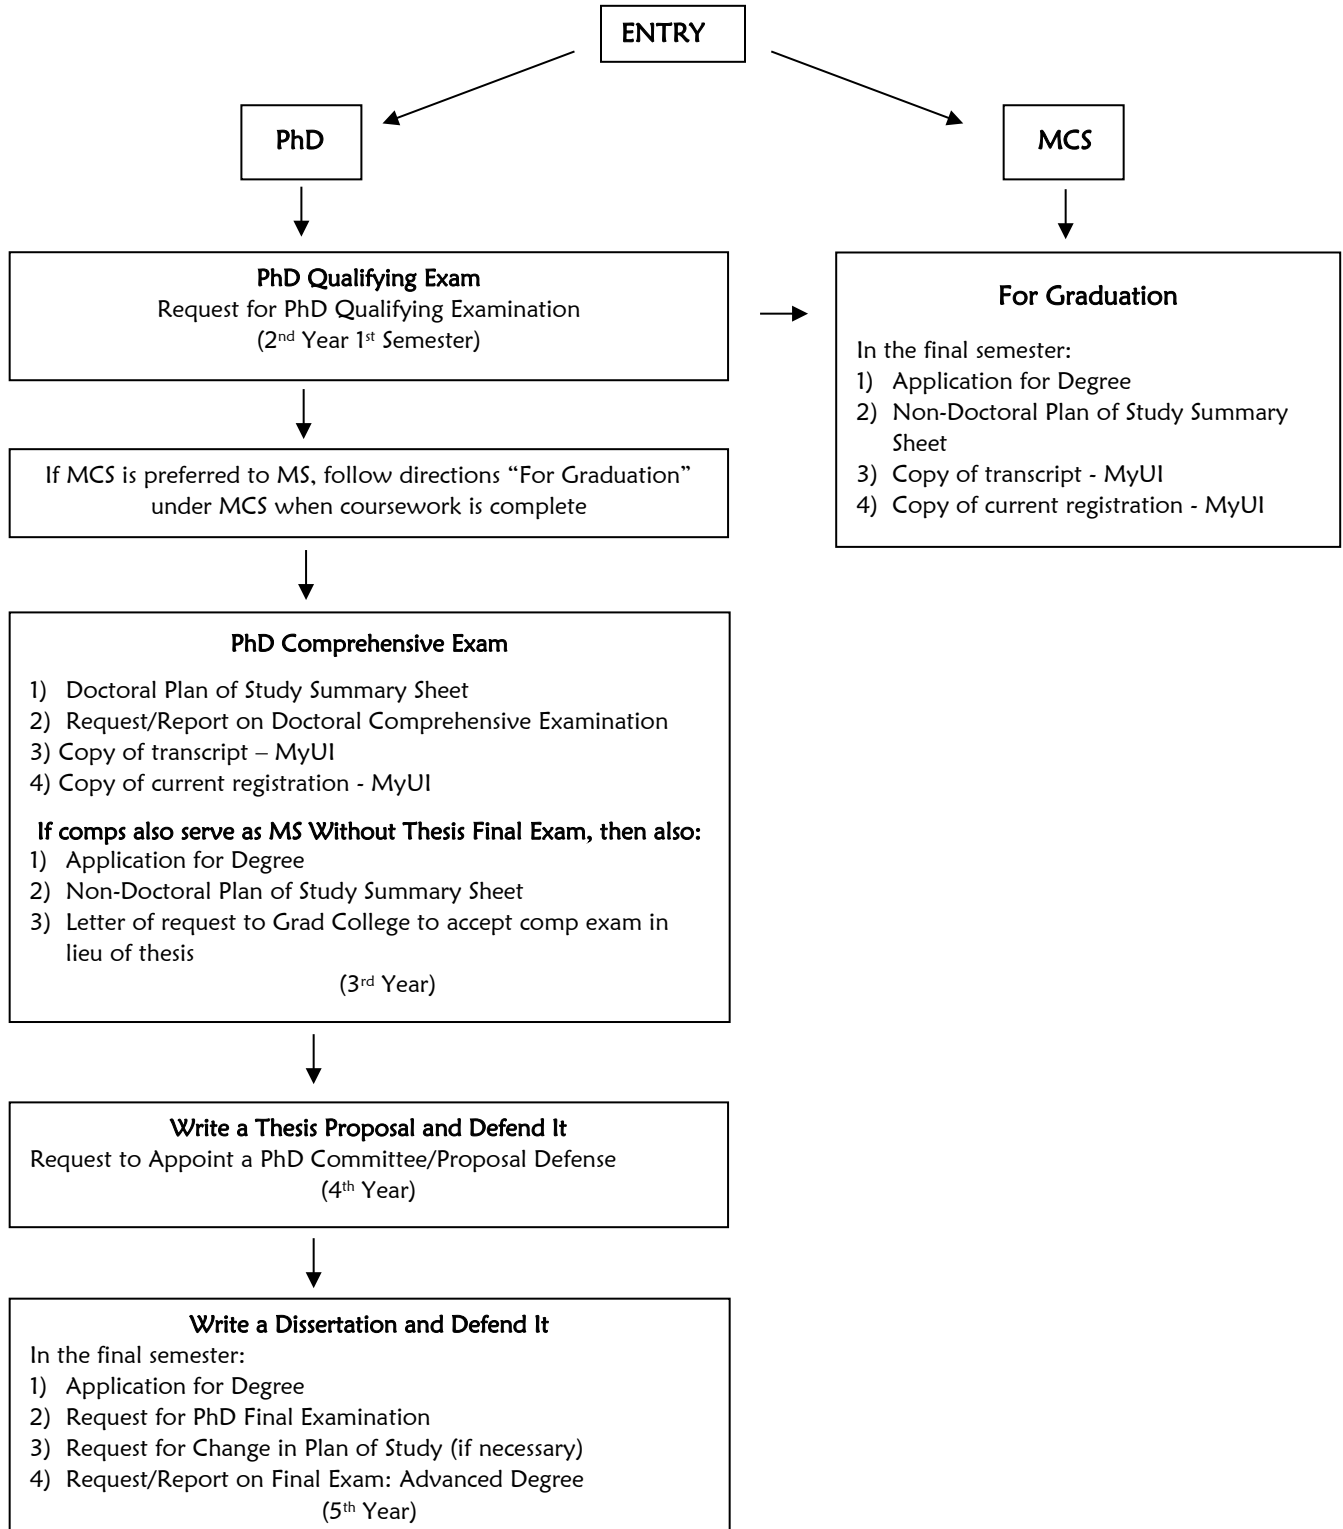 ENTRY
PhD
MCS
PhD Qualifying Exam
Request for PhD Qualifying Examination
(2nd Year 1st Semester)
For Graduation
In the final semester:
1) Application for Degree
2) Non-Doctoral Plan of Study Summary
Sheet
3) Copy of transcript - MyUI
4) Copy of current registration - MyUI
If MCS is preferred to MS, follow directions “For Graduation”
under MCS when coursework is complete
PhD Comprehensive Exam
1) Doctoral Plan of Study Summary Sheet
2) Request/Report on Doctoral Comprehensive Examination
3) Copy of transcript – MyUI
4) Copy of current registration - MyUI
If comps also serve as MS Without Thesis Final Exam, then also:
1) Application for Degree
2) Non-Doctoral Plan of Study Summary Sheet
3) Letter of request to Grad College to accept comp exam in
lieu of thesis
(3rd Year)
Write a Thesis Proposal and Defend It
Request to Appoint a PhD Committee/Proposal Defense
(4th Year)
Write a Dissertation and Defend It
In the final semester:
1) Application for Degree
2) Request for PhD Final Examination
3) Request for Change in Plan of Study (if necessary)
4) Request/Report on Final Exam: Advanced Degree
(5th Year)